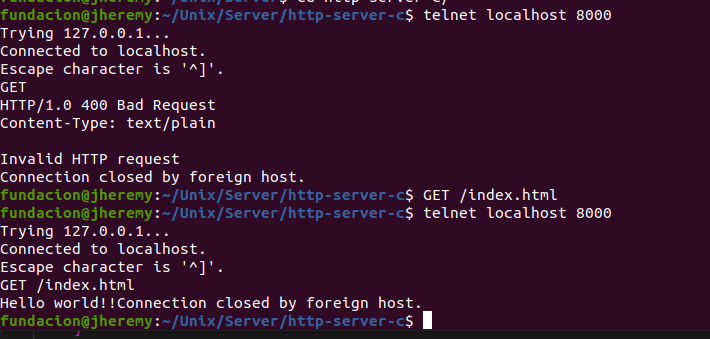 fundacion@jheremy:~/Unix/Server/http-server-c$ telnet localhost 8000
Trying 127.0.0.1...
Connected to localhost.
Escape character is '^]'.
GET
HTTP/1.0 400 Bad Request
Content-Type: text/plain

Invalid HTTP request
Connection closed by foreign host.
fundacion@jheremy:~/Unix/Server/http-server-c$ GET /index.html
fundacion@jheremy:~/Unix/Server/http-server-c$ telnet localhost 8000
Trying 127.0.0.1...
Connected to localhost.
Escape character is '^]'.
GET /index.html
Hello world!!Connection closed by foreign host.
fundacion@jheremy:~/Unix/Server/http-server-c$